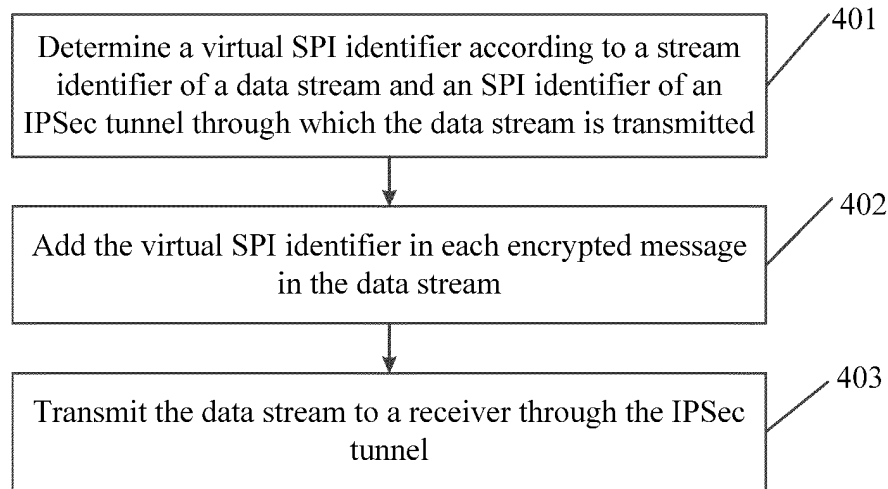 401
Determine a virtual SPI identifier according to a stream
identifier of a data stream and an SPI identifier of an
IPSec tunnel through which the data stream is transmitted
402
Add the virtual SPI identifier in each encrypted message
in the data stream
403
Transmit the data stream to a receiver through the IPSec
tunnel